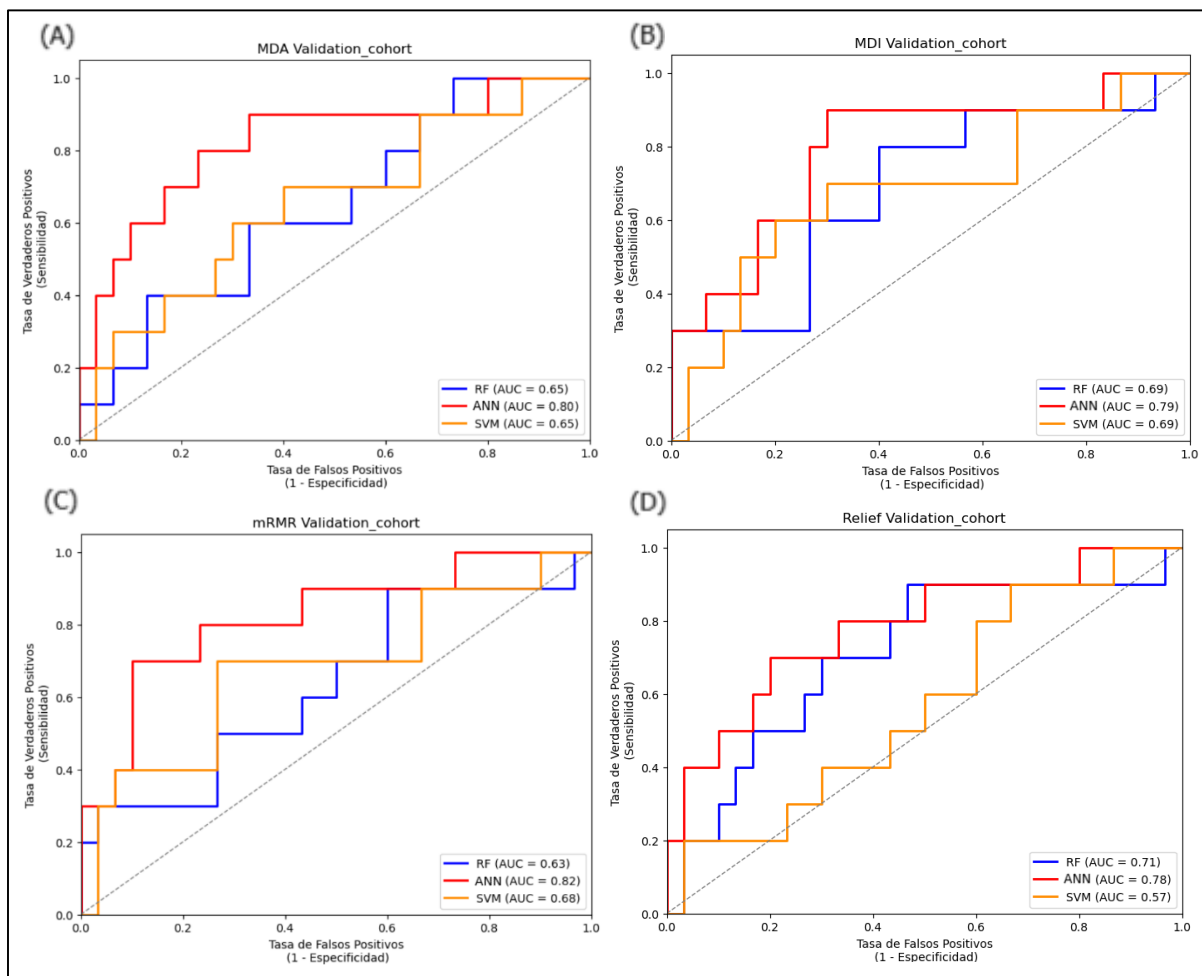 (A)
MDA Validation_cohort
1.0
0.8
0.6
0.4
0.2
0.0
Tasa de Verdaderos Positivos
(Sensibilidad)
RF (AUC = 0.65)
ANN (AUC = 0.80)
SVM (AUC = 0.65)
0.0 0.2 0.4 0.6 0.8 1.0
Tasa de Falsos Positivos
(1 - Especificidad)
(B)
MDI Validation_cohort
1.0
0.8
0.6
0.4
0.2
0.0
Tasa de Verdaderos Positivos
(Sensibilidad)
RF (AUC = 0.69)
ANN (AUC = 0.79)
SVM (AUC = 0.69)
0.0 0.2 0.4 0.6 0.8 1.0
Tasa de Falsos Positivos
(1 - Especificidad)
(C)
mRMR Validation_cohort
1.0
0.8
0.6
0.4
0.2
0.0
Tasa de Verdaderos Positivos
(Sensibilidad)
RF (AUC = 0.63)
ANN (AUC = 0.82)
SVM (AUC = 0.68)
0.0 0.2 0.4 0.6 0.8 1.0
Tasa de Falsos Positivos
(1 - Especificidad)
(D)
Relief Validation_cohort
1.0
0.8
0.6
0.4
0.2
0.0
Tasa de Verdaderos Positivos
(Sensibilidad)
RF (AUC = 0.71)
ANN (AUC = 0.78)
SVM (AUC = 0.57)
0.0 0.2 0.4 0.6 0.8 1.0
Tasa de Falsos Positivos
(1 - Especificidad)